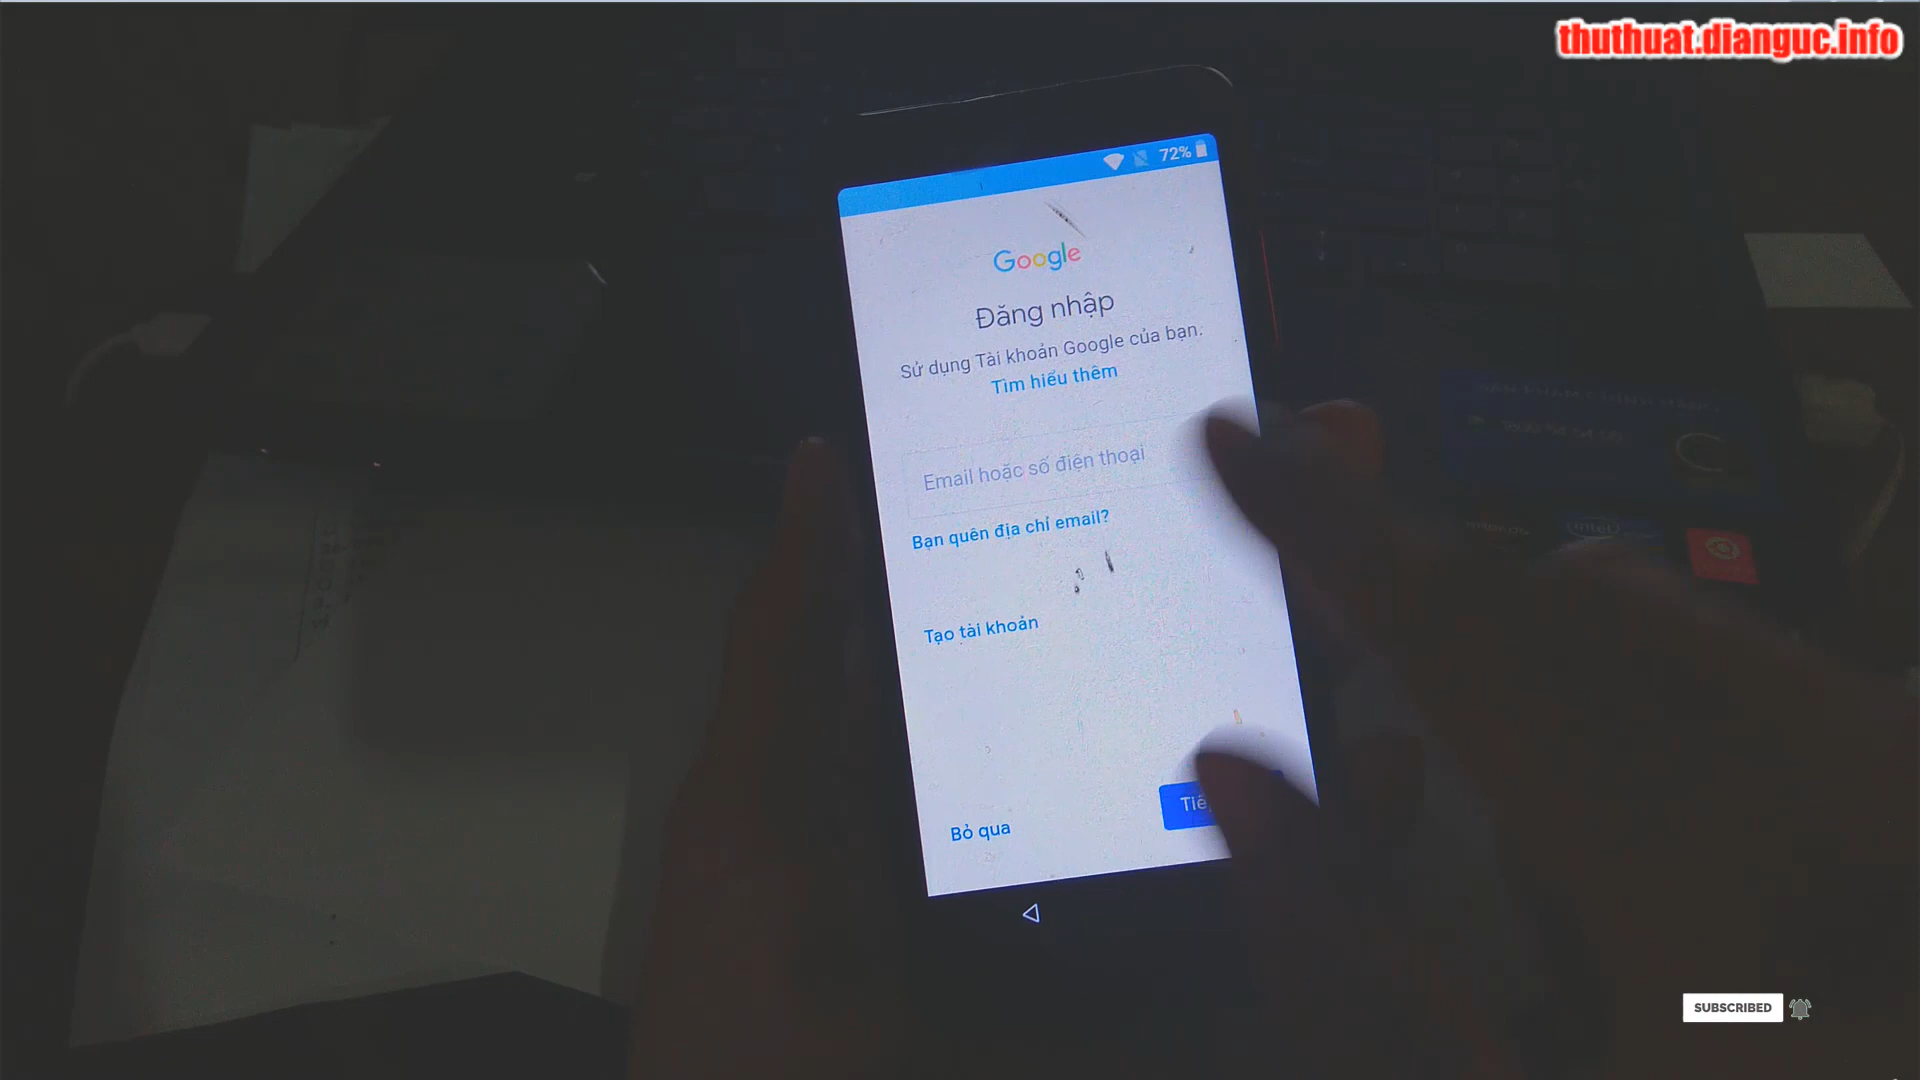 thuthuat.dianguc.info
72%
Google
Đăng nhập
Sử dụng Tài khoản Google của bạn.
Tìm hiểu thêm
Email hoặc số điện thoại
Bạn quên địa chỉ email?
Tạo tài khoản
Bỏ qua
intel
SUBSCRIBED